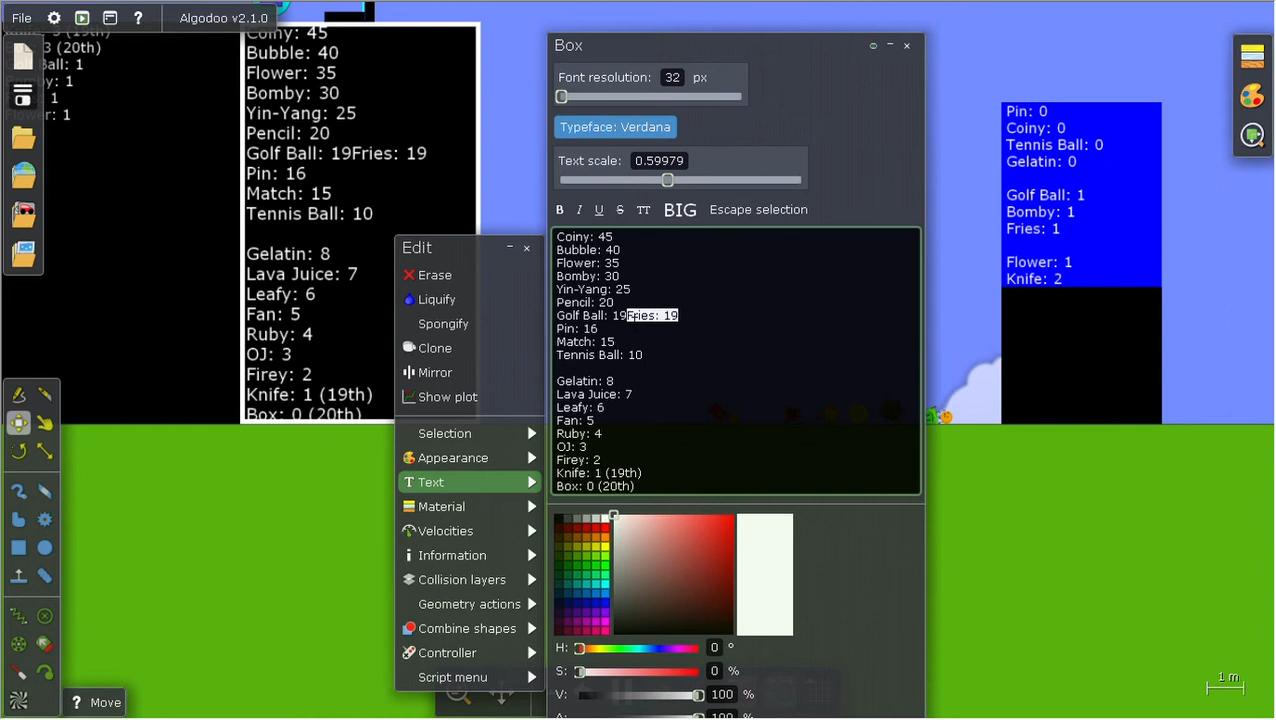 File
?
Algodoo v2.1.0
3 (20th)
Ball: 1
1
1
Flower: 1
Coiny: 45
Bubble: 40
Flower: 35
Bomby: 30
Yin-Yang: 25
Pencil: 20
Golf Ball: 19Fries: 19
Pin: 16
Match: 15
Tennis Ball: 10
Gelatin: 8
Lava Juice: 7
Leafy: 6
Fan: 5
Ruby: 4
OJ: 3
Firey: 2
Knife: 1 (19th)
Box: 0 (20th)
Edit
Erase
Liquify
Spongify
Clone
Mirror
Show plot
Selection
Appearance
T Text
Material
Velocities
Information
Collision layers
Geometry actions
Combine shapes
Controller
Script menu
Box
Font resolution: 32 px
Typeface: Verdana
Text scale: 0.59979
B I U S TT BIG Escape selection
Coiny: 45
Bubble: 40
Flower: 35
Bomby: 30
Yin-Yang: 25
Pencil: 20
Golf Ball: 19Fries: 19
Pin: 16
Match: 15
Tennis Ball: 10
Gelatin: 8
Lava Juice: 7
Leafy: 6
Fan: 5
Ruby: 4
OJ: 3
Firey: 2
Knife: 1 (19th)
Box: 0 (20th)
H: 0 °
S: 0 %
V: 100 %
A: 100 %
Pin: 0
Coiny: 0
Tennis Ball: 0
Gelatin: 0
Golf Ball: 1
Bomby: 1
Fries: 1
Flower: 1
Knife: 2
? Move
1 m